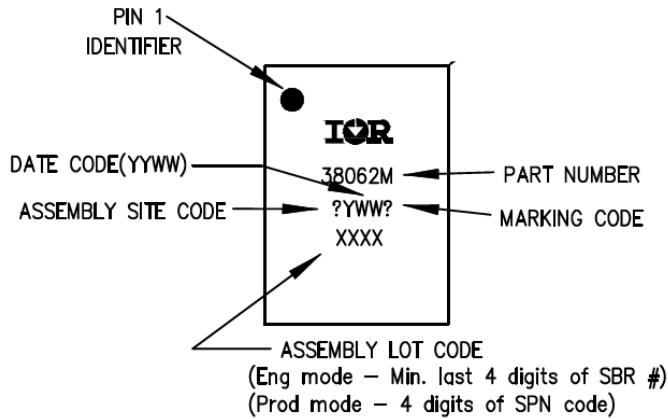 PIN 1
IDENTIFIER
IOR
DATE CODE(YYWW)
38062M
PART NUMBER
ASSEMBLY SITE CODE
?YWW?
MARKING CODE
XXXX
ASSEMBLY LOT CODE
(Eng mode – Min. last 4 digits of SBR #)
(Prod mode – 4 digits of SPN code)